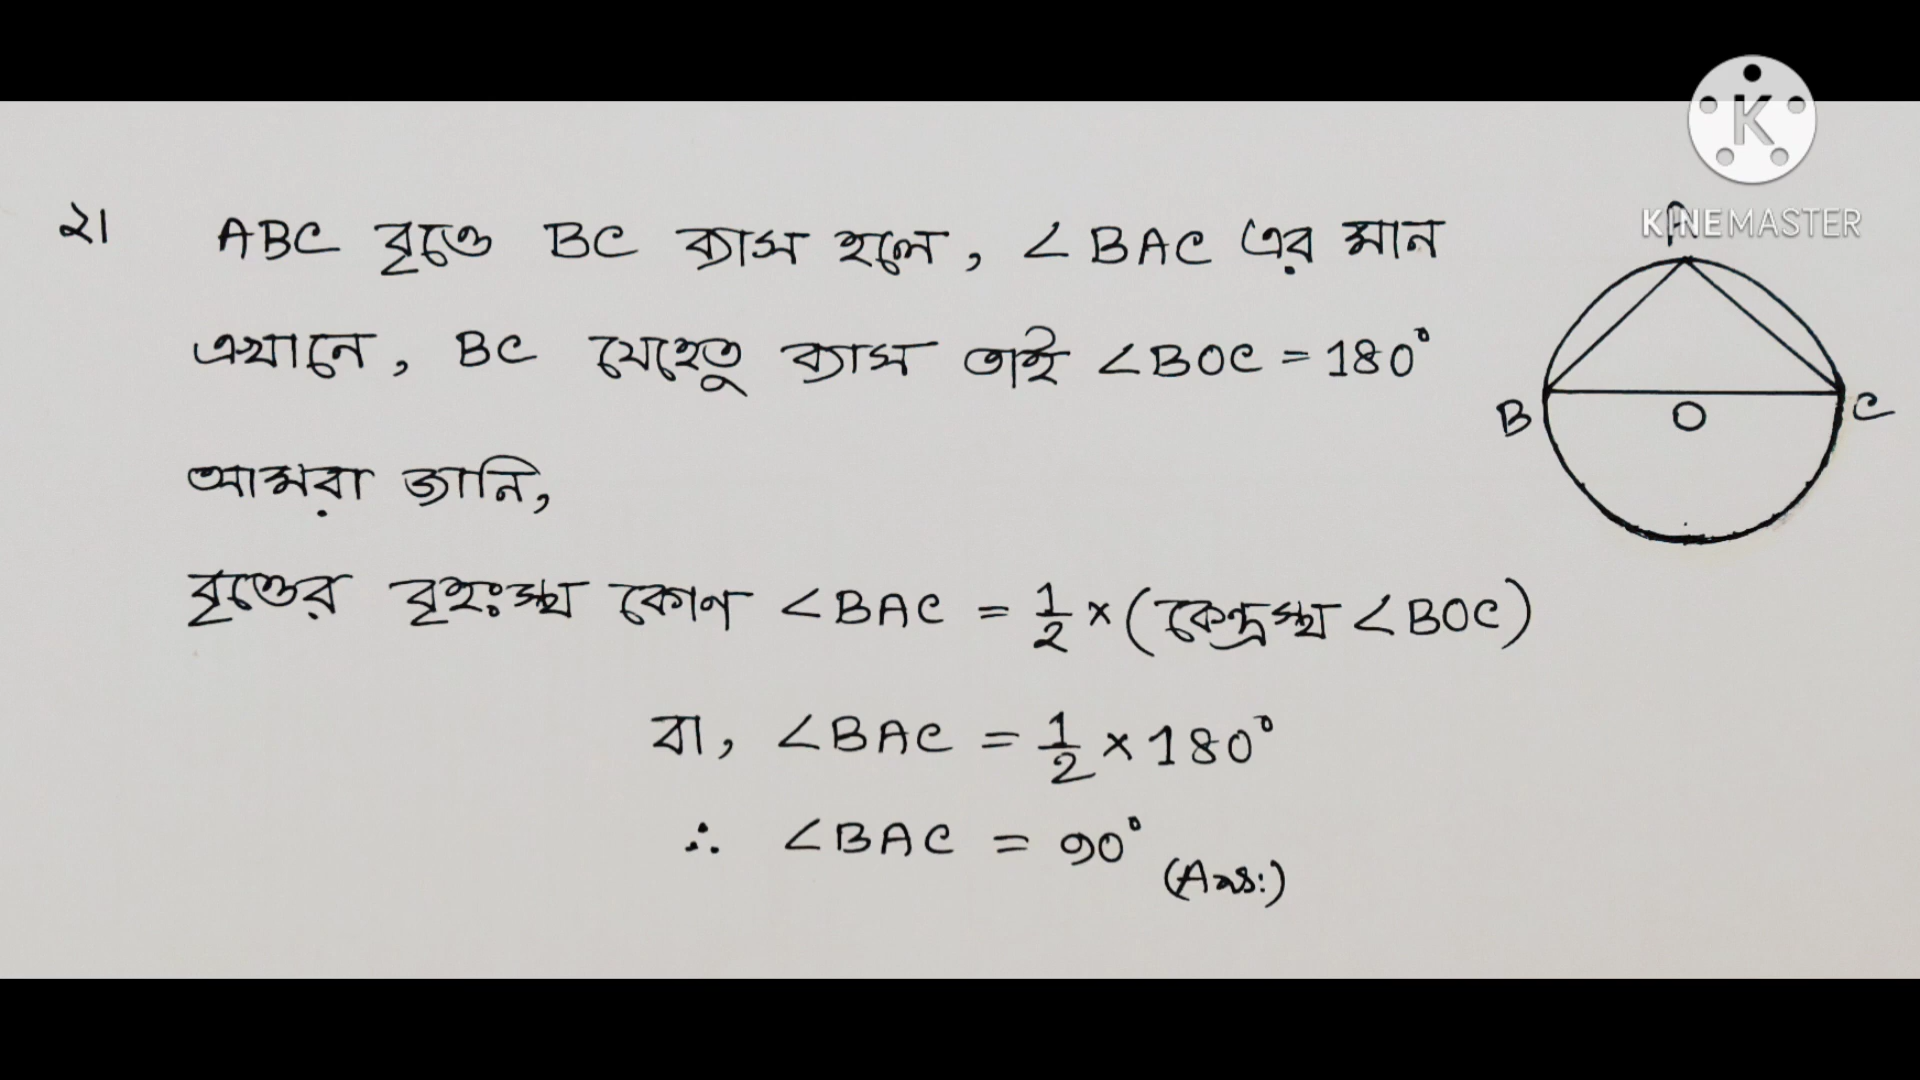 K
KINEMASTER
A
২। ABC বৃত্তে BC ব্যাস হলে, ∠BAC এর মান
এখানে, BC যেহেতু ব্যাস তাই ∠BOC = 180°
B O C
আমরা জানি,
বৃত্তের বৃহঃস্থ কোণ ∠BAC = 1/2 × (কেন্দ্রস্থ ∠BOC)
বা, ∠BAC = 1/2 × 180°
∴ ∠BAC = 90°
(Ans:)